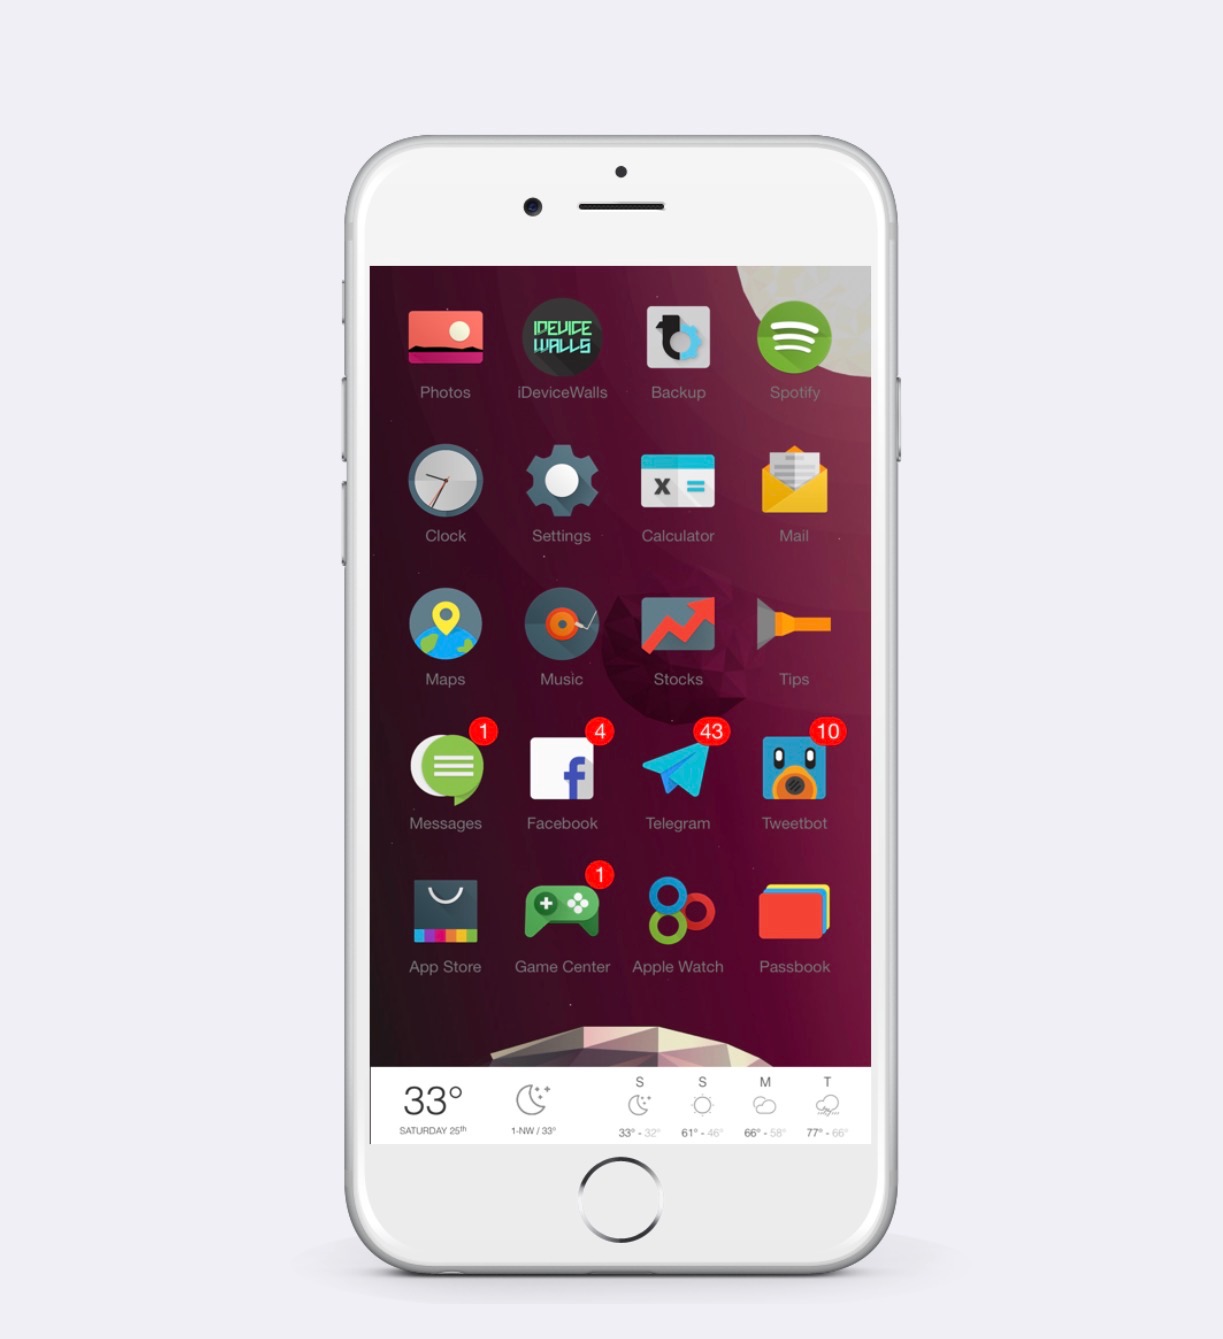 IDEVICE
WALLS
Photos iDeviceWalls Backup Spotify
x =
Clock Settings Calculator Mail
Maps Music Stocks Tips
1 4 43 10
f
Messages Facebook Telegram Tweetbot
1
App Store Game Center Apple Watch Passbook
S S M T
33°
SATURDAY 25th 1-NW / 33° 33° - 32° 61° - 46° 66° - 58° 77° - 66°